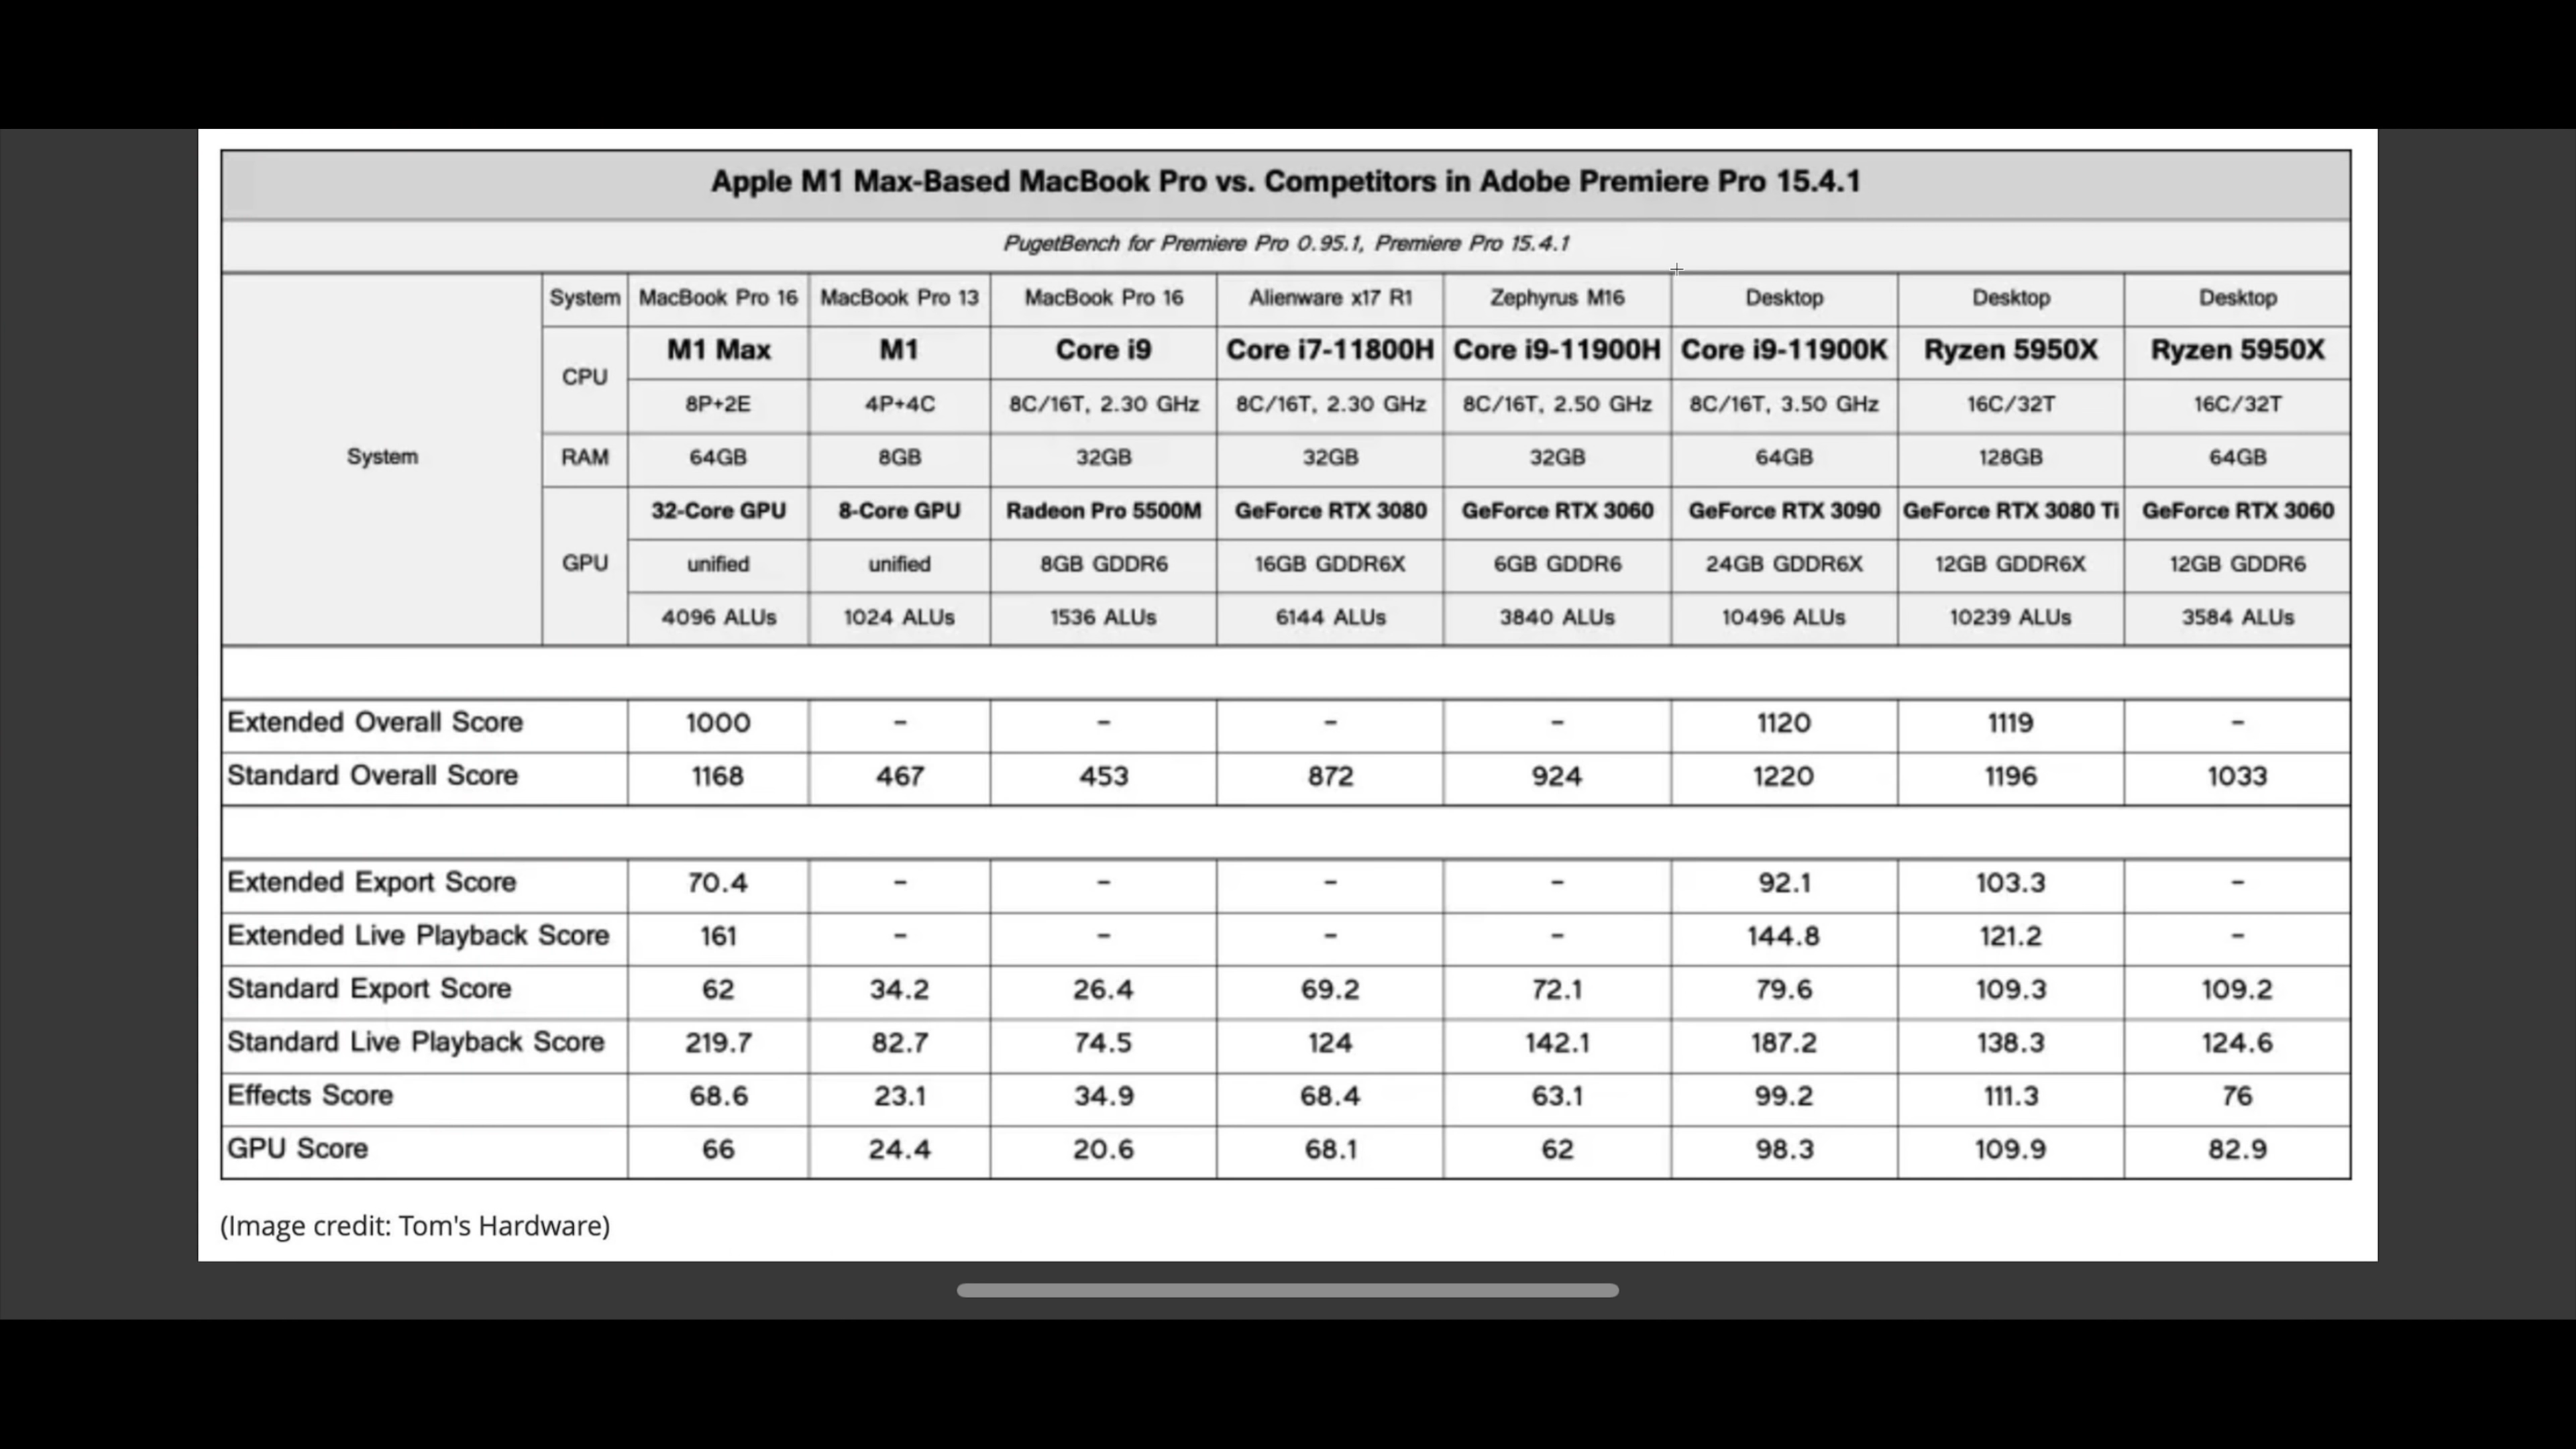 Apple M1 Max-Based MacBook Pro vs. Competitors in Adobe Premiere Pro 15.4.1
PugetBench for Premiere Pro 0.95.1, Premiere Pro 15.4.1
System System MacBook Pro 16 MacBook Pro 13 MacBook Pro 16 Alienware x17 R1 Zephyrus M16 Desktop Desktop Desktop
CPU M1 Max M1 Core i9 Core i7-11800H Core i9-11900H Core i9-11900K Ryzen 5950X Ryzen 5950X
8P+2E 4P+4C 8C/16T, 2.30 GHz 8C/16T, 2.30 GHz 8C/16T, 2.50 GHz 8C/16T, 3.50 GHz 16C/32T 16C/32T
RAM 64GB 8GB 32GB 32GB 32GB 64GB 128GB 64GB
GPU 32-Core GPU 8-Core GPU Radeon Pro 5500M GeForce RTX 3080 GeForce RTX 3060 GeForce RTX 3090 GeForce RTX 3080 Ti GeForce RTX 3060
unified unified 8GB GDDR6 16GB GDDR6X 6GB GDDR6 24GB GDDR6X 12GB GDDR6X 12GB GDDR6
4096 ALUs 1024 ALUs 1536 ALUs 6144 ALUs 3840 ALUs 10496 ALUs 10239 ALUs 3584 ALUs
Extended Overall Score 1000 – – – – 1120 1119 –
Standard Overall Score 1168 467 453 872 924 1220 1196 1033
Extended Export Score 70.4 – – – – 92.1 103.3 –
Extended Live Playback Score 161 – – – – 144.8 121.2 –
Standard Export Score 62 34.2 26.4 69.2 72.1 79.6 109.3 109.2
Standard Live Playback Score 219.7 82.7 74.5 124 142.1 187.2 138.3 124.6
Effects Score 68.6 23.1 34.9 68.4 63.1 99.2 111.3 76
GPU Score 66 24.4 20.6 68.1 62 98.3 109.9 82.9
(Image credit: Tom's Hardware)